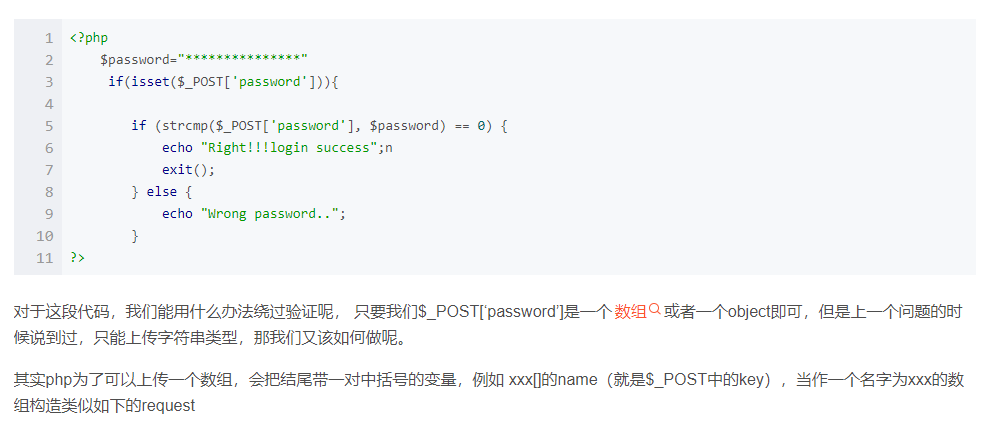 1 <?php
2 $password="***************"
3 if(isset($_POST['password'])){
4
5 if (strcmp($_POST['password'], $password) == 0) {
6 echo "Right!!!login success";n
7 exit();
8 } else {
9 echo "Wrong password..";
10 }
11 ?>
对于这段代码，我们能用什么办法绕过验证呢， 只要我们$_POST[‘password’]是一个数组或者一个object即可，但是上一个问题的时
候说到过，只能上传字符串类型，那我们又该如何做呢。
其实php为了可以上传一个数组，会把结尾带一对中括号的变量，例如 xxx[]的name（就是$_POST中的key），当作一个名字为xxx的数
组构造类似如下的request